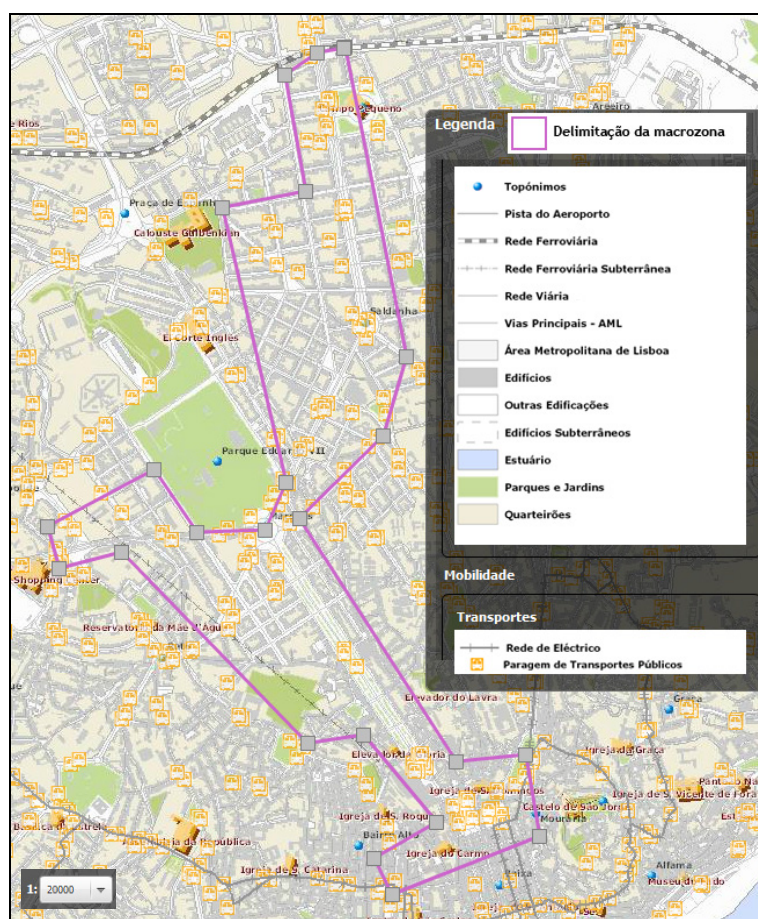 Campo Pequeno
Areeiro
e Rios
Legenda
Delimitação da macrozona
Topónimos
Pista do Aeroporto
Rede Ferroviária
Rede Ferroviária Subterrânea
Rede Viária
Vias Principais - AML
Área Metropolitana de Lisboa
Edifícios
Outras Edificações
Edifícios Subterrâneos
Estuário
Parques e Jardins
Quarteirões
Mobilidade
Transportes
Rede de Eléctrico
Paragem de Transportes Públicos
Praça de Espanha
Calouste Gulbenkian
Saldanha
El Corte Inglés
Parque Eduardo VII
Shopping Center
Reservatório da Mãe d'Água
Elevador do Lavra
Graça
Elevador da Glória
Igreja da Graça
Igreja de S. Vicente de Fora
Castelo de São Jorge
Mouraria
Igreja de S. Roque
Bairro Alto
Basílica da Estrela
Assembleia da República
Igreja do Carmo
Igreja de S. Catarina
Baixa
Alfama
Museu do
1: 20000